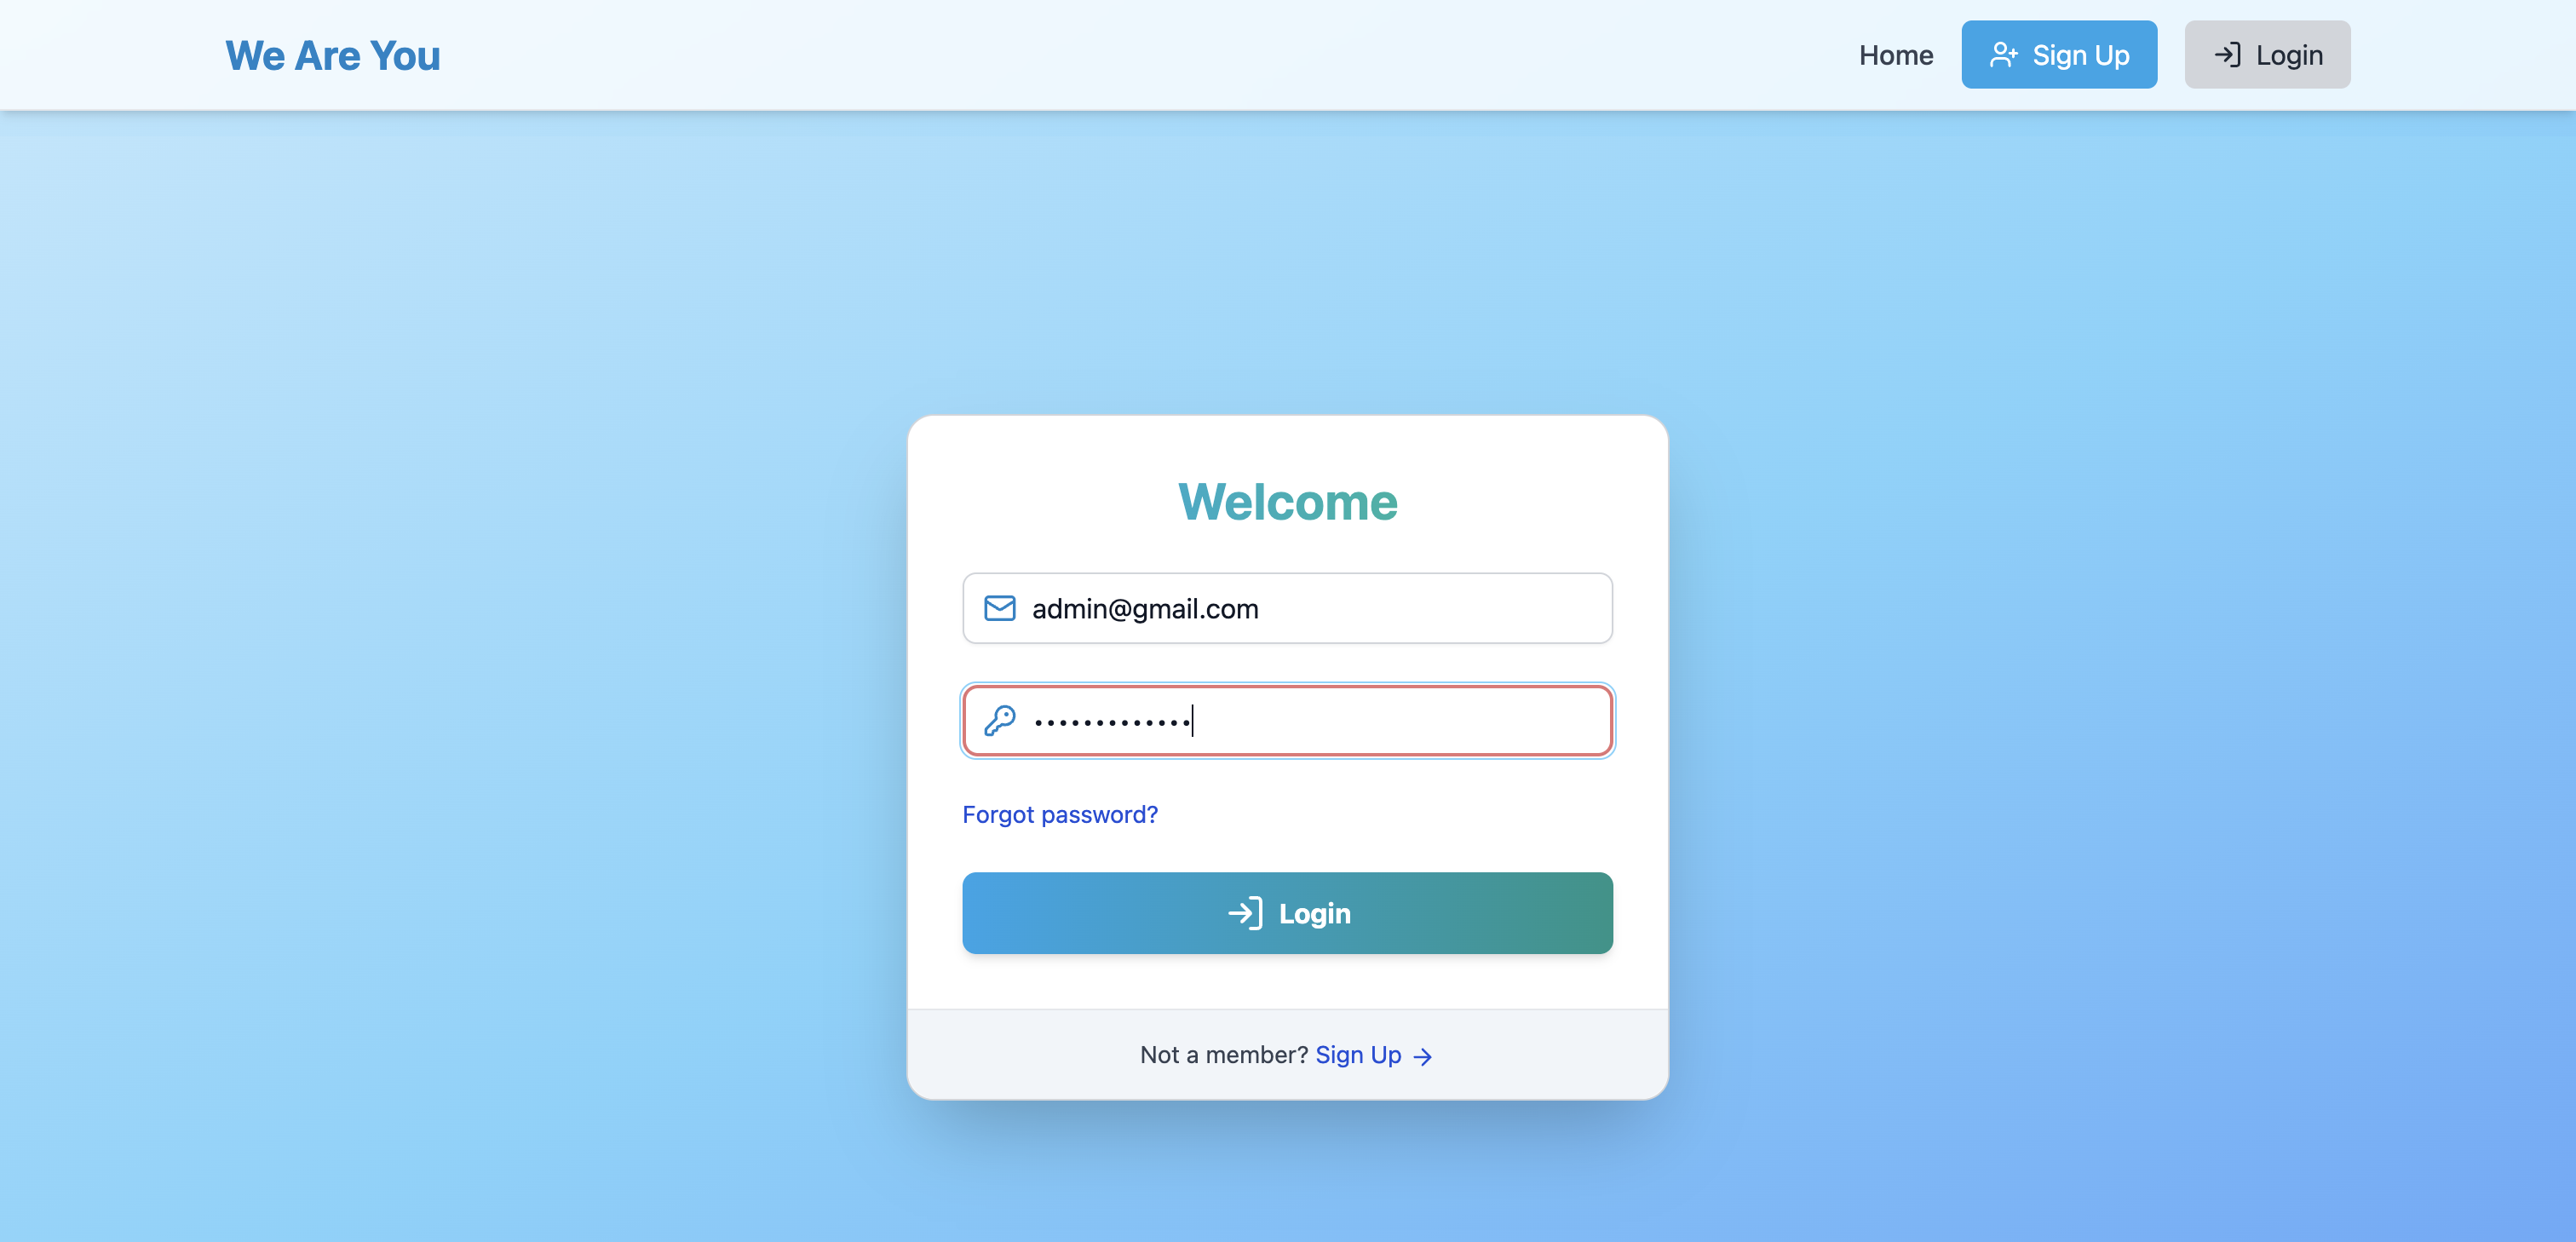 We Are You
Home
Sign Up
Login
Welcome
admin@gmail.com
•••••••••••••
Forgot password?
Login
Not a member? Sign Up →